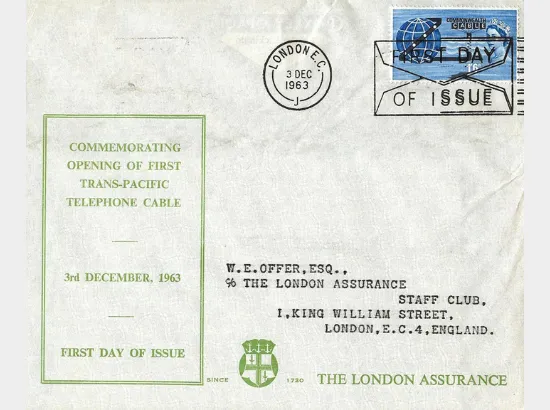 COMMONWEALTH
CABLE
LONDON E.C.
3 DEC
1963
J
FIRST DAY
OF ISSUE
COMMEMORATING
OPENING OF FIRST
TRANS-PACIFIC
TELEPHONE CABLE
3rd DECEMBER, 1963
FIRST DAY OF ISSUE
W.E.OFFER,ESQ.,
℅ THE LONDON ASSURANCE
STAFF CLUB,
1,KING WILLIAM STREET,
LONDON,E.C.4,ENGLAND.
SINCE 1720 THE LONDON ASSURANCE